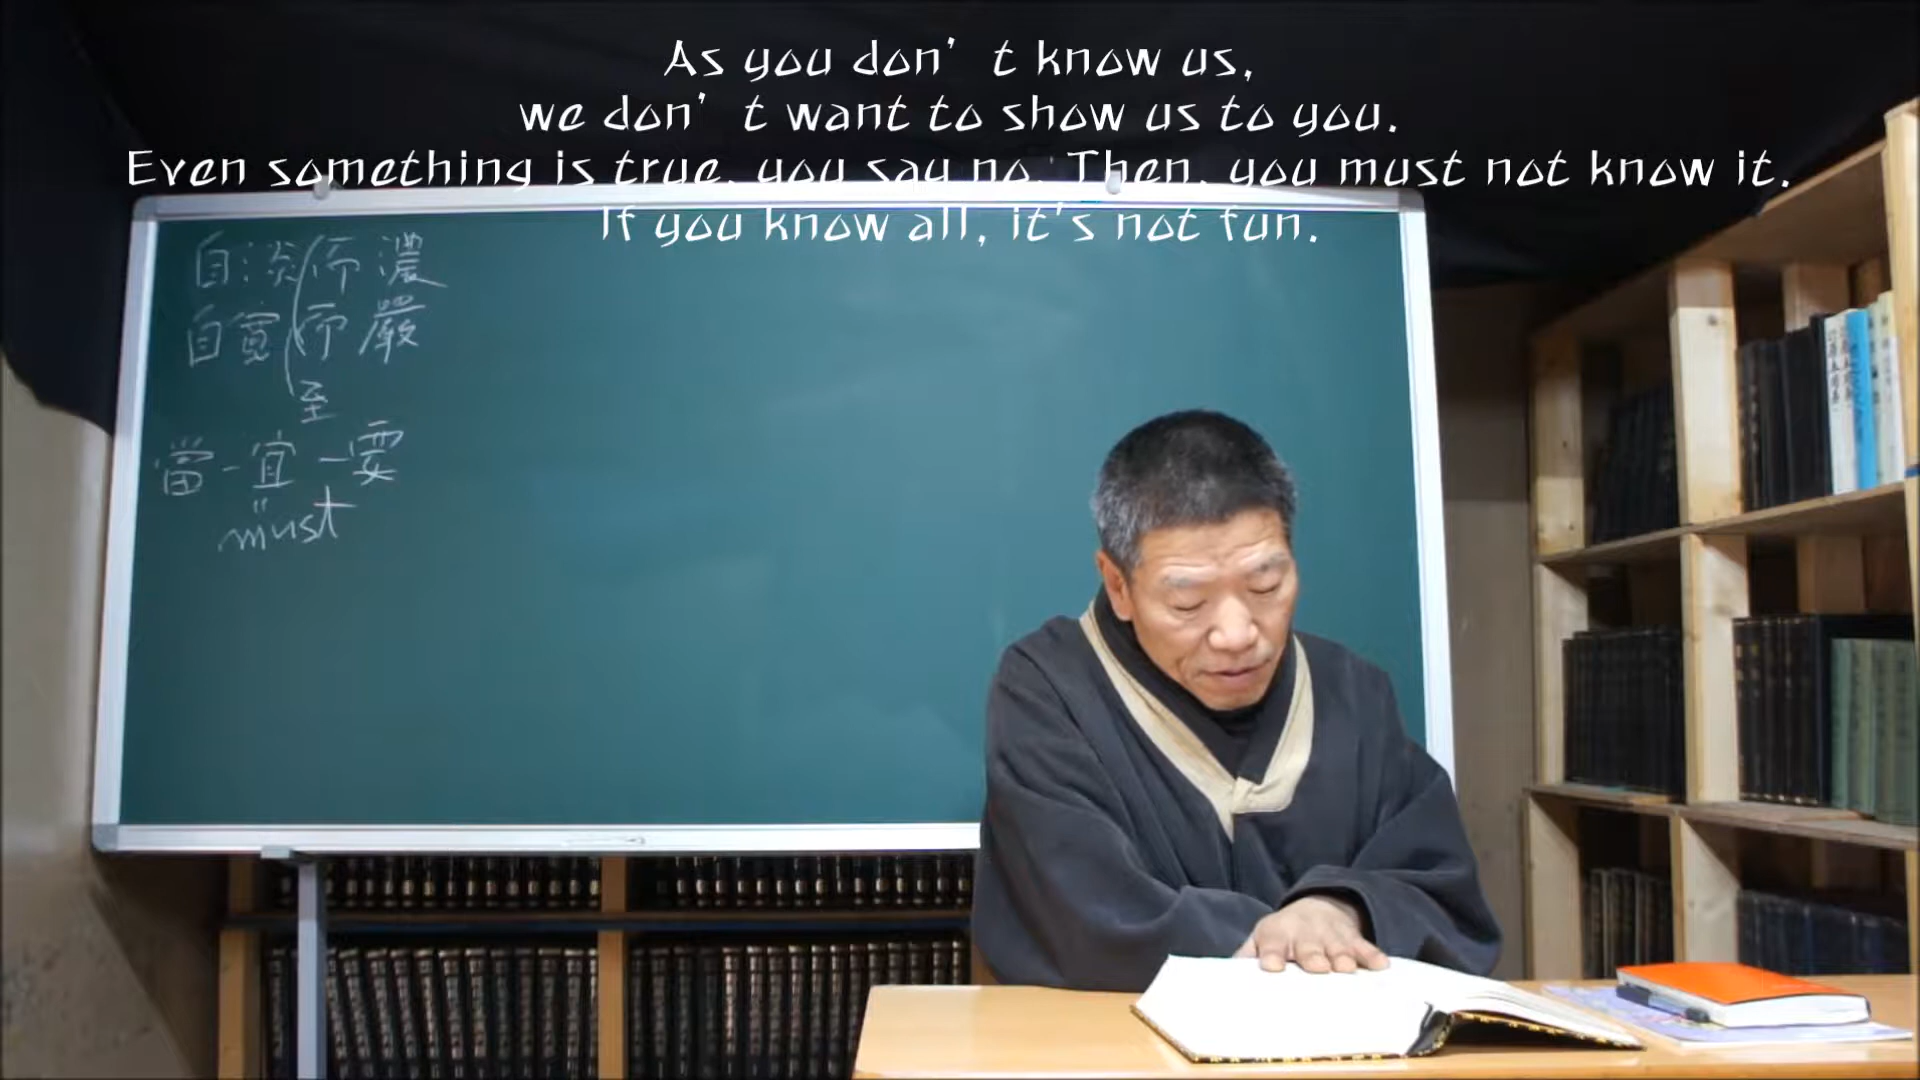 As you don't know us,
we don't want to show us to you.
Even something is true, you say no. Then, you must not know it.
If you know all, it's not fun.
自淡而濃
自寬而嚴
至
當-宜-要
"
must